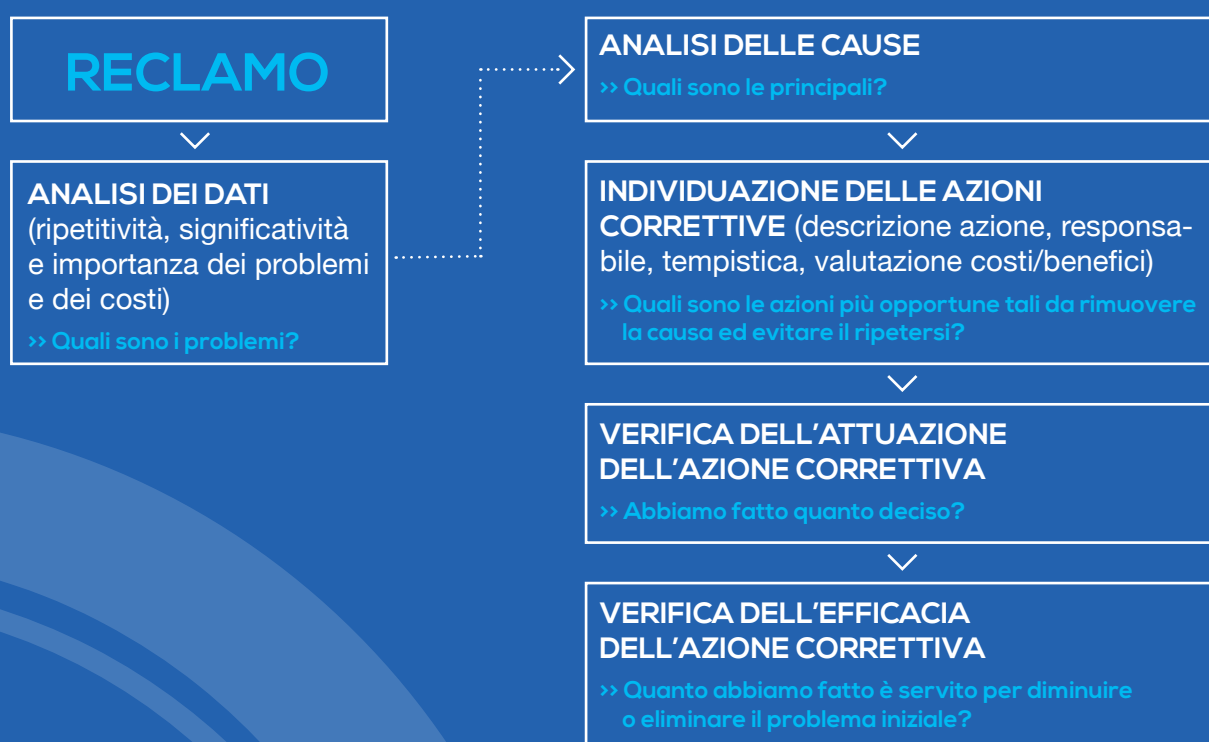 RECLAMO
ANALISI DEI DATI
(ripetitività, significatività
e importanza dei problemi
e dei costi)
>> Quali sono i problemi?
ANALISI DELLE CAUSE
>> Quali sono le principali?
INDIVIDUAZIONE DELLE AZIONI
CORRETTIVE (descrizione azione, responsa-
bile, tempistica, valutazione costi/benefici)
>> Quali sono le azioni più opportune tali da rimuovere
la causa ed evitare il ripetersi?
VERIFICA DELL’ATTUAZIONE
DELL’AZIONE CORRETTIVA
>> Abbiamo fatto quanto deciso?
VERIFICA DELL’EFFICACIA
DELL’AZIONE CORRETTIVA
>> Quanto abbiamo fatto è servito per diminuire
o eliminare il problema iniziale?